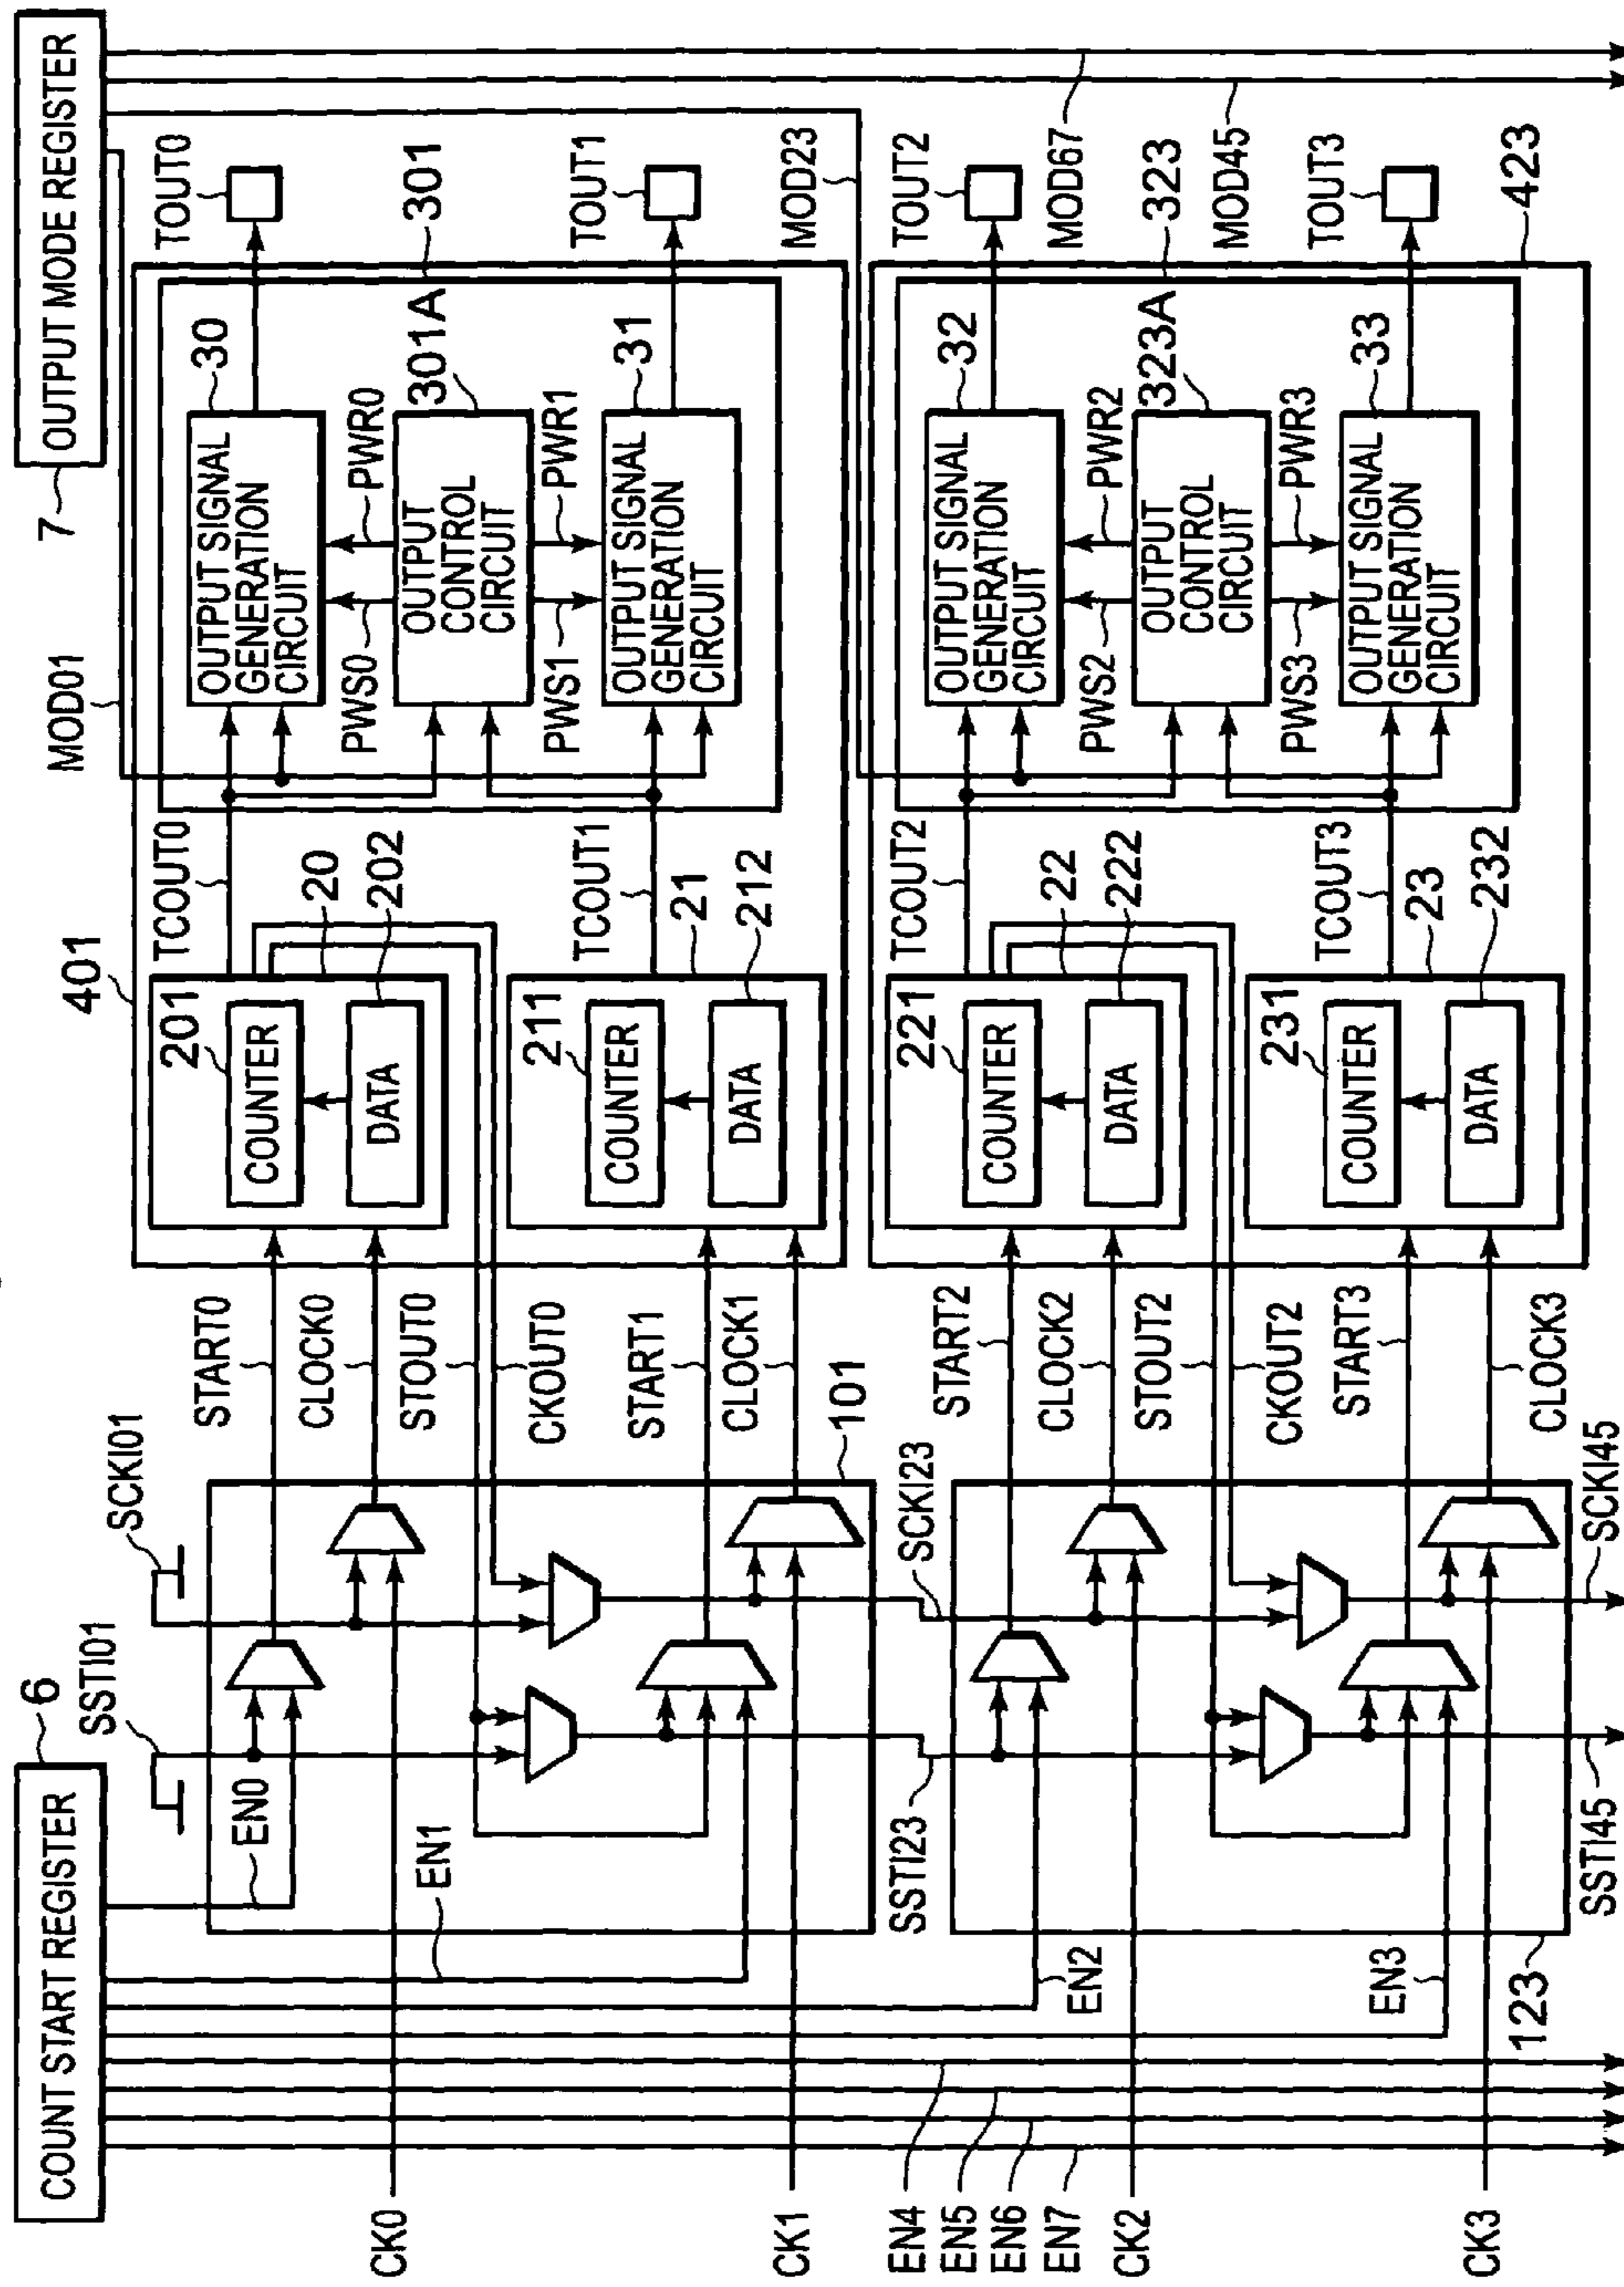 COUNT START REGISTER
6
OUTPUT MODE REGISTER
7
SSTI01
SCKI01
EN0
EN1
START0
CLOCK0
STOUT0
CKOUT0
START1
CLOCK1
101
401
201
COUNTER
20
DATA
202
211
COUNTER
21
DATA
212
TCOUT0
TCOUT1
MOD01
OUTPUT SIGNAL
GENERATION
CIRCUIT
30
PWS0
PWR0
OUTPUT
CONTROL
CIRCUIT
301A
PWS1
PWR1
OUTPUT SIGNAL
GENERATION
CIRCUIT
31
301
TOUT0
TOUT1
MOD23
CK0
CK1
SSTI23
SCKI23
EN2
EN3
EN4
EN5
EN6
EN7
CK2
CK3
123
START2
CLOCK2
STOUT2
CKOUT2
START3
CLOCK3
SSTI45
SCKI45
221
COUNTER
22
DATA
222
231
COUNTER
23
DATA
232
TCOUT2
TCOUT3
OUTPUT SIGNAL
GENERATION
CIRCUIT
32
PWS2
PWR2
OUTPUT
CONTROL
CIRCUIT
323A
PWS3
PWR3
OUTPUT SIGNAL
GENERATION
CIRCUIT
33
323
TOUT2
MOD67
MOD45
TOUT3
423